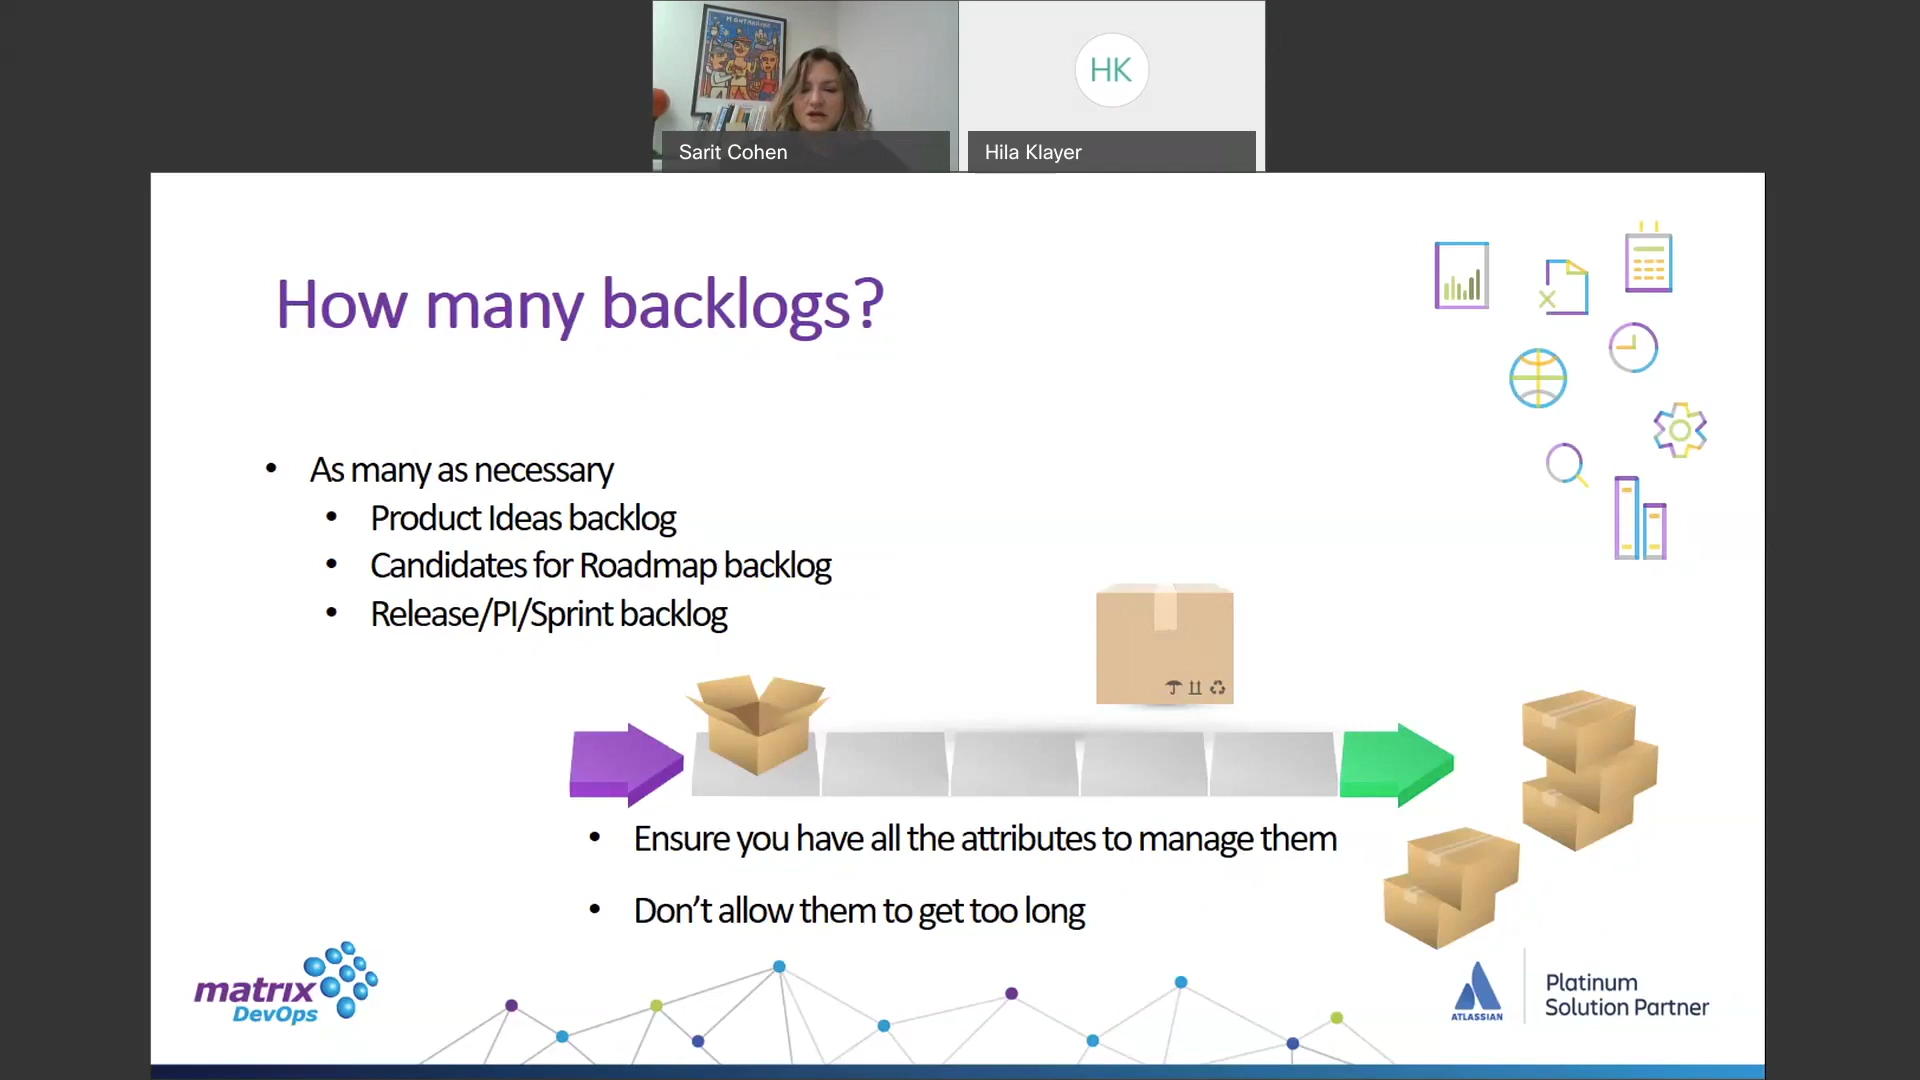 HK
Sarit Cohen
Hila Klayer
How many backlogs?
• As many as necessary
• Product Ideas backlog
• Candidates for Roadmap backlog
• Release/PI/Sprint backlog
• Ensure you have all the attributes to manage them
• Don’t allow them to get too long
matrix
DevOps
ATLASSIAN
Platinum
Solution Partner